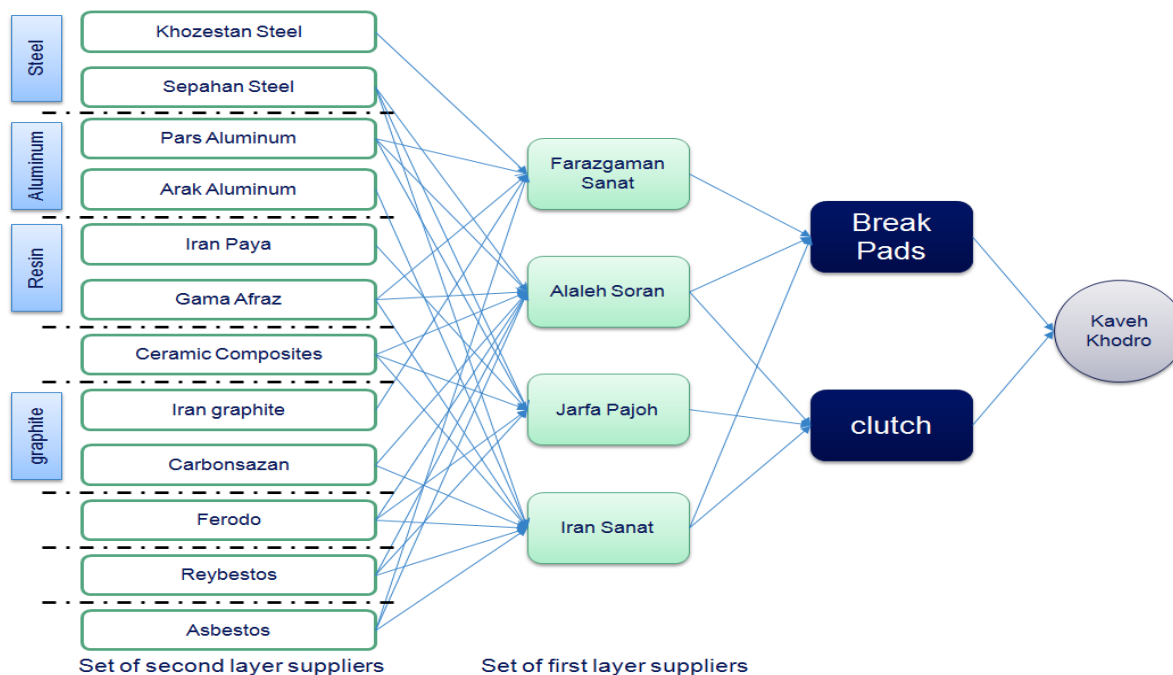 Steel
Khozestan Steel
Sepahan Steel
Aluminum
Pars Aluminum
Arak Aluminum
Resin
Iran Paya
Gama Afraz
Ceramic Composites
graphite
Iran graphite
Carbonsazan
Ferodo
Reybestos
Asbestos
Set of second layer suppliers
Farazgaman
Sanat
Alaleh Soran
Jarfa Pajoh
Iran Sanat
Set of first layer suppliers
Break
Pads
clutch
Kaveh
Khodro